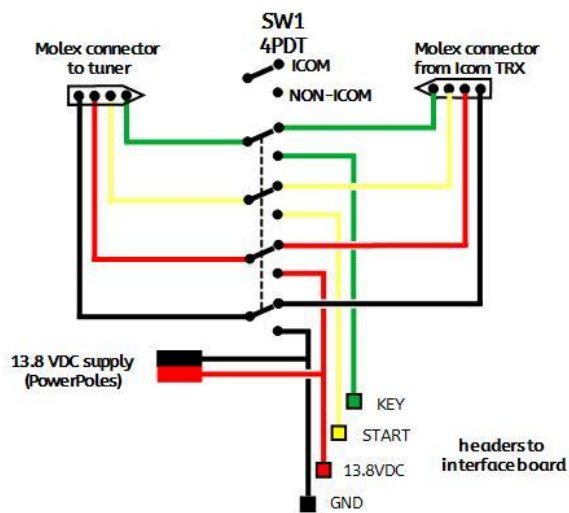 SW1
4PDT
Molex connector
to tuner
Molex connector
from Icom TRX
ICOM
NON-ICOM
13.8 VDC supply
(PowerPoles)
KEY
START
13.8VDC
GND
headers to
interface board